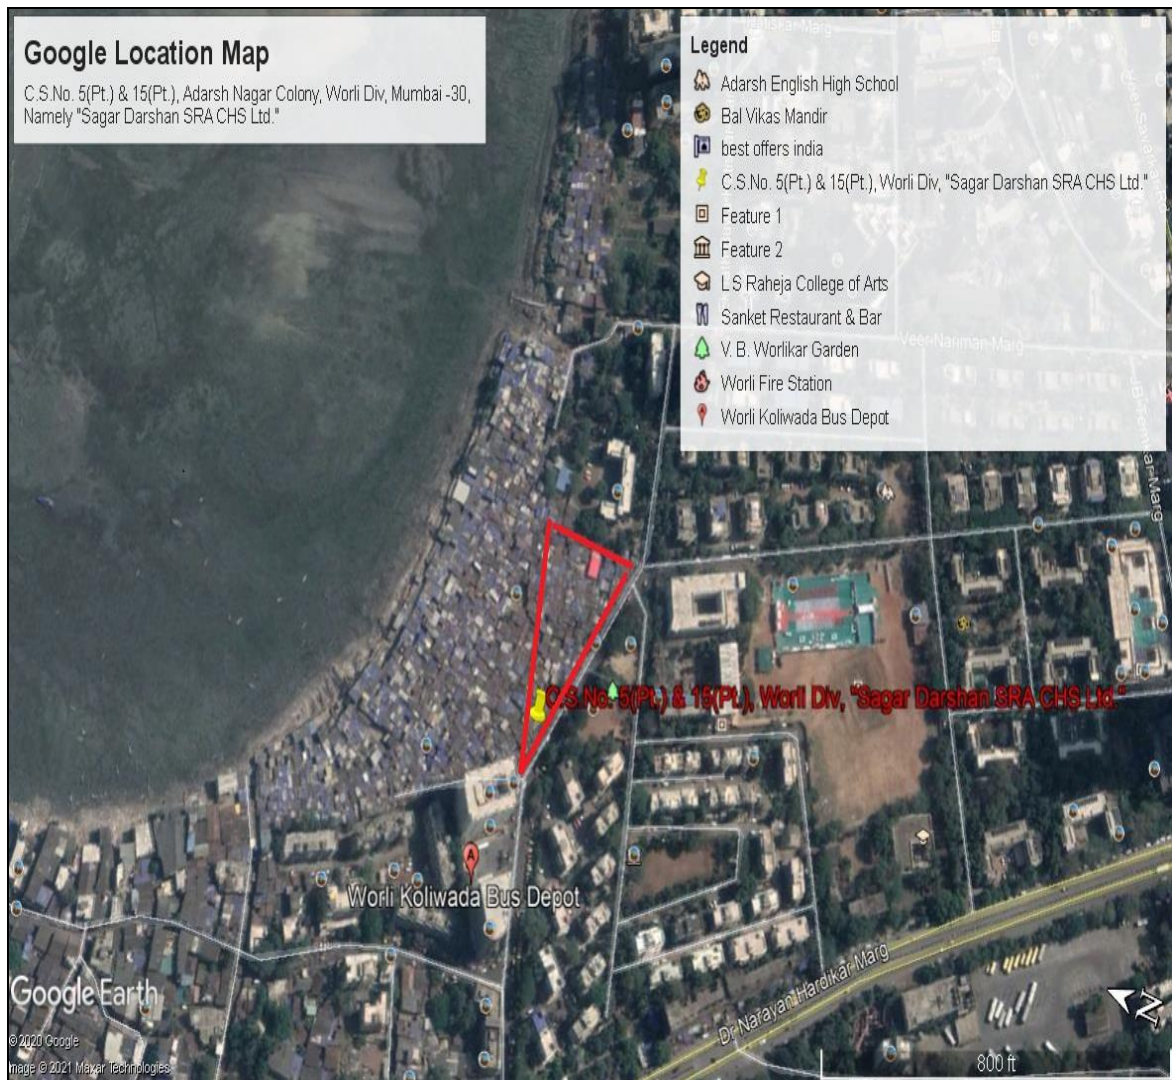 Google Location Map
C.S.No. 5(Pt.) & 15(Pt.), Adarsh Nagar Colony, Worli Div, Mumbai -30,
Namely "Sagar Darshan SRA CHS Ltd."
Legend
Adarsh English High School
Bal Vikas Mandir
best offers india
C.S.No. 5(Pt.) & 15(Pt.), Worli Div, "Sagar Darshan SRA CHS Ltd."
Feature 1
Feature 2
L S Raheja College of Arts
Sanket Restaurant & Bar
V. B. Worlikar Garden
Worli Fire Station
Worli Koliwada Bus Depot
Veer Nariman Marg
Marg
C.S.No. 5(Pt.) & 15(Pt.), Worli Div, "Sagar Darshan SRA CHS Ltd."
A
Worli Koliwada Bus Depot
Dr Narayan Hardikar Marg
Google Earth
© 2020 Google
Image © 2021 Maxar Technologies
N
800 ft